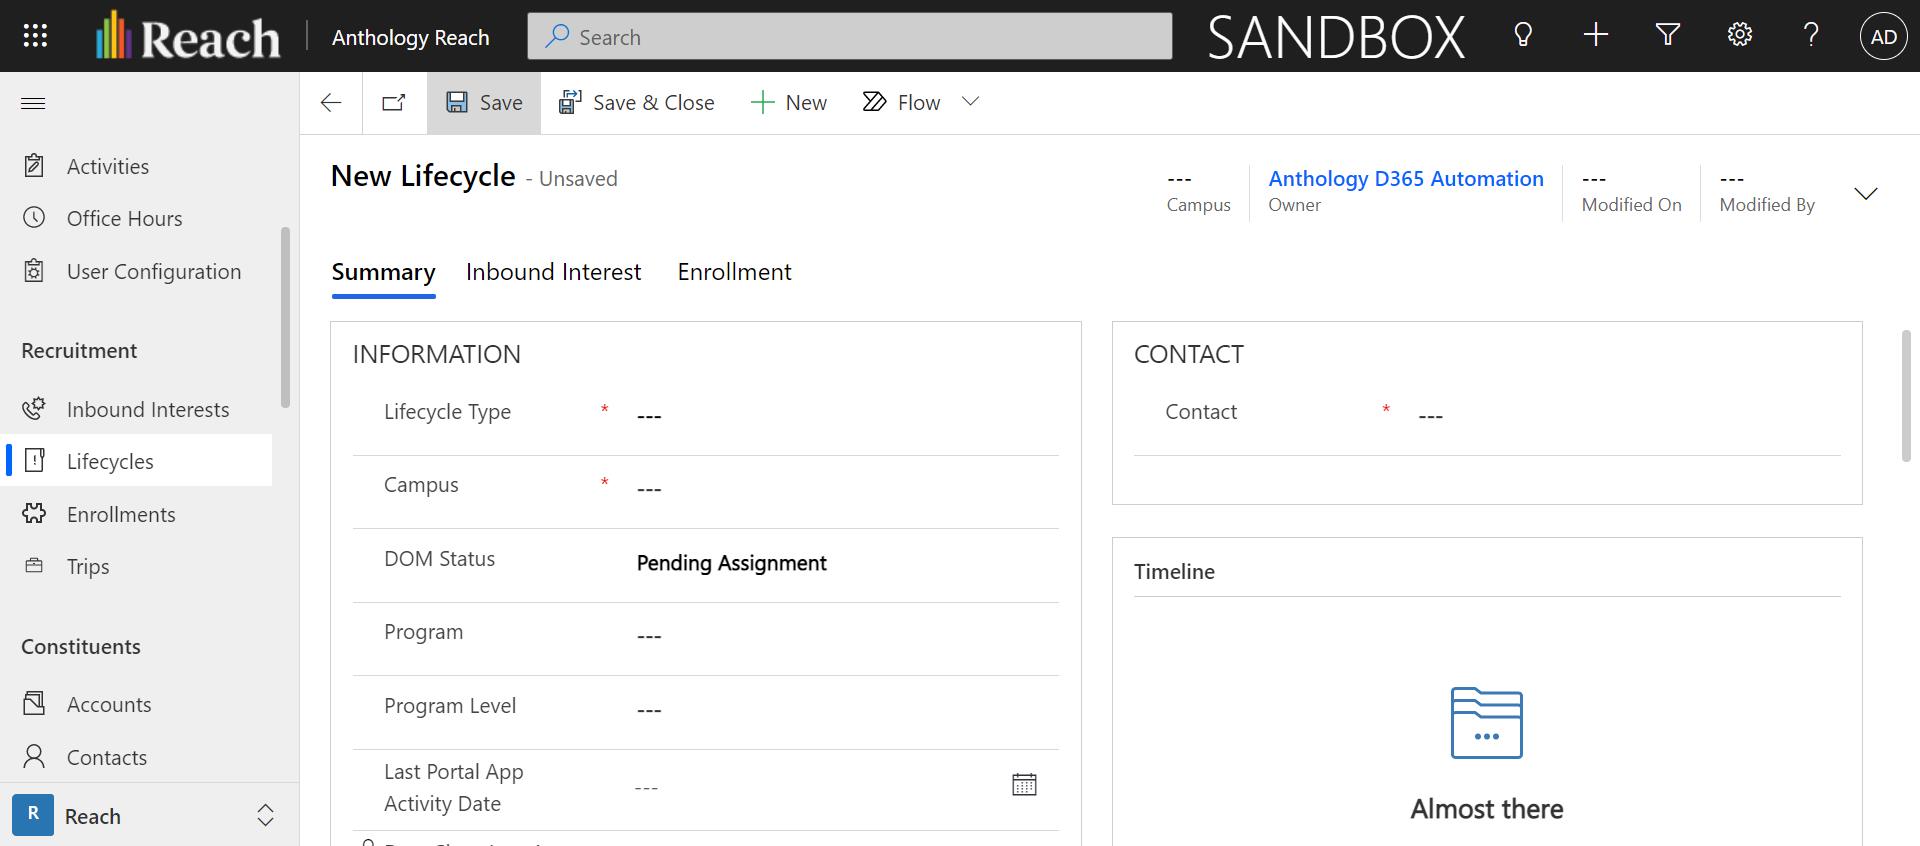 Reach
Anthology Reach
Search
SANDBOX
AD
Save
Save & Close
New
Flow
Activities
Office Hours
User Configuration
Recruitment
Inbound Interests
Lifecycles
Enrollments
Trips
Constituents
Accounts
Contacts
R
Reach
New Lifecycle - Unsaved
---
Campus
Anthology D365 Automation
Owner
---
Modified On
---
Modified By
Summary
Inbound Interest
Enrollment
INFORMATION
Lifecycle Type * ---
Campus * ---
DOM Status Pending Assignment
Program ---
Program Level ---
Last Portal App
Activity Date ---
CONTACT
Contact * ---
Timeline
Almost there